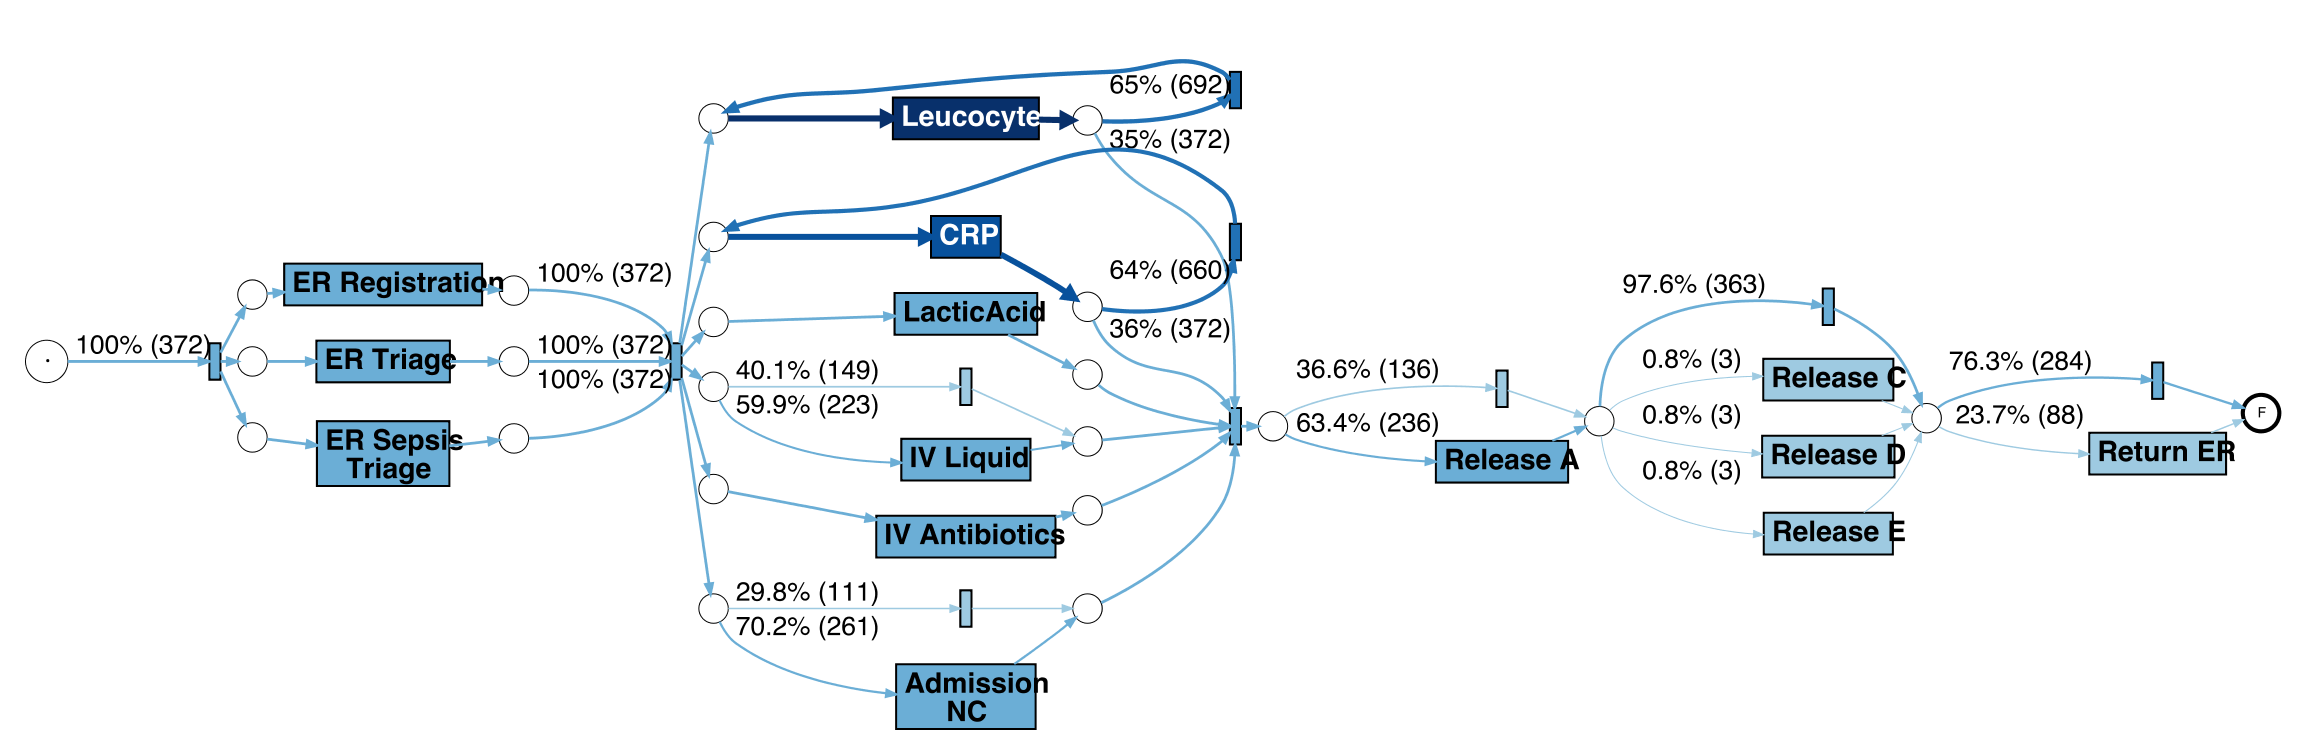 65% (692)
Leucocyte
35% (372)
CRP
64% (660)
ER Registration
100% (372)
LacticAcid
36% (372)
97.6% (363)
100% (372)
ER Triage
100% (372)
100% (372)
40.1% (149)
59.9% (223)
36.6% (136)
63.4% (236)
0.8% (3)
Release C
0.8% (3)
76.3% (284)
23.7% (88)
ER Sepsis
Triage
IV Liquid
Release A
0.8% (3)
Release D
Return ER
F
IV Antibiotics
Release E
29.8% (111)
70.2% (261)
Admission
NC